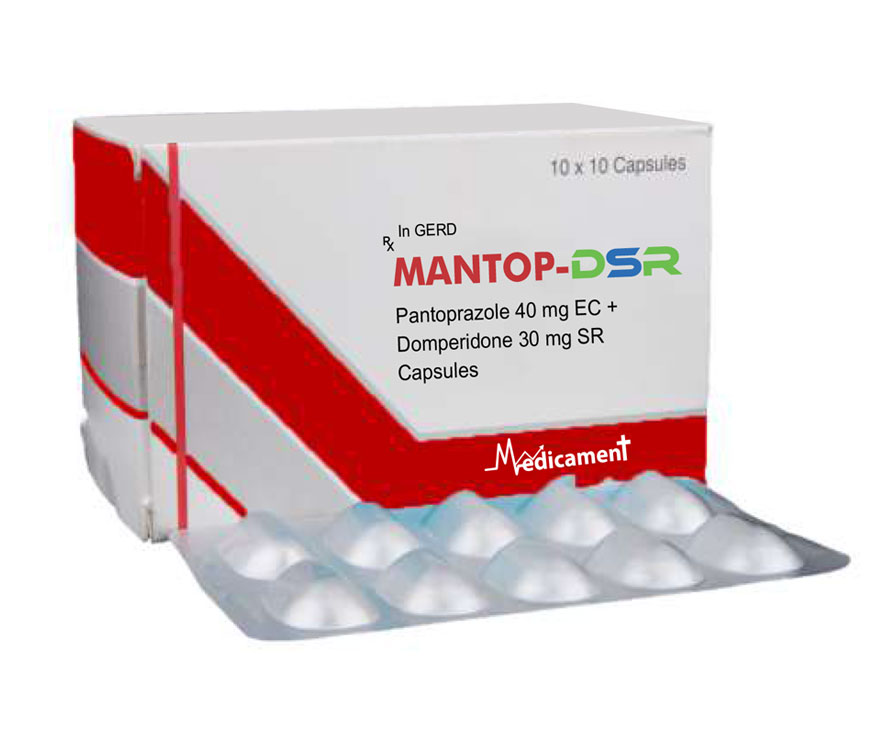 10 x 10 Capsules
In GERD
Rx
MANTOP-DSR
Pantoprazole 40 mg EC +
Domperidone 30 mg SR
Capsules
Medicament